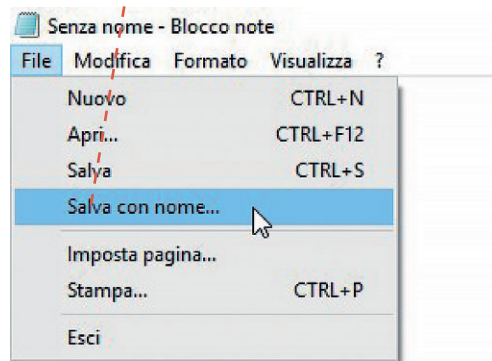 Senza nome - Blocco note
File Modifica Formato Visualizza ?
Nuovo CTRL+N
Apri... CTRL+F12
Salva CTRL+S
Salva con nome...
Imposta pagina...
Stampa... CTRL+P
Esci